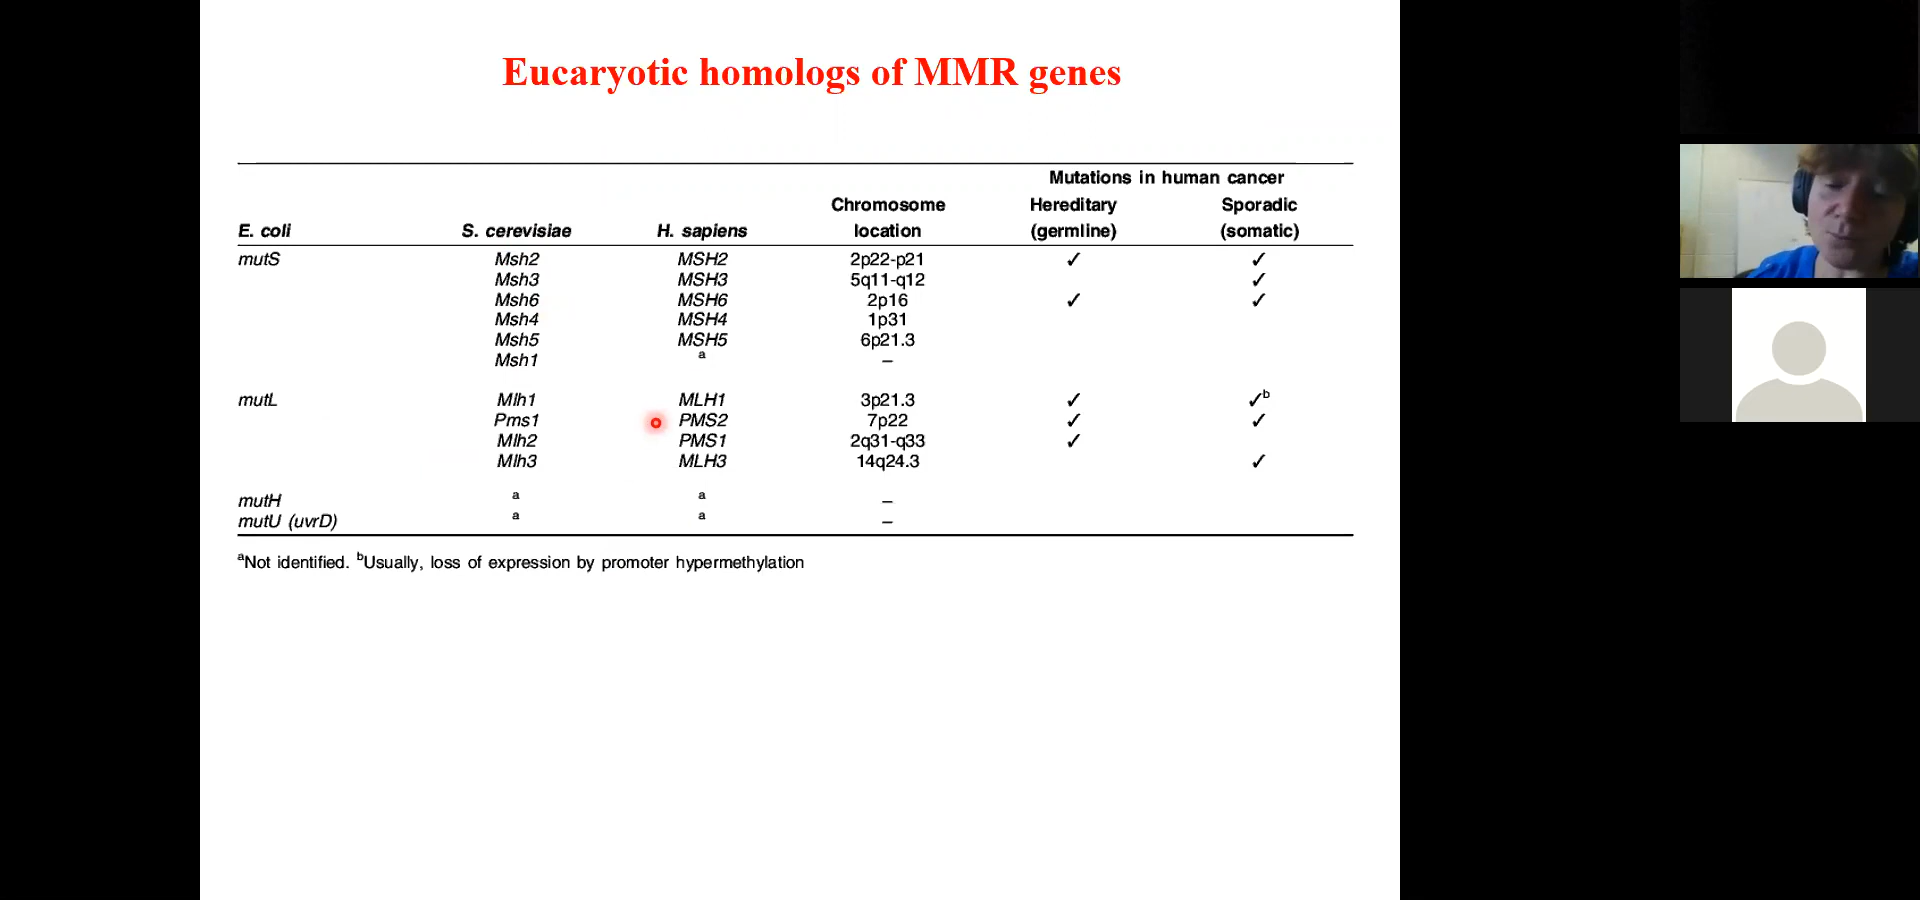 Eucaryotic homologs of MMR genes
Mutations in human cancer
Chromosome Hereditary Sporadic
E. coli S. cerevisiae H. sapiens location (germline) (somatic)
mutS Msh2 MSH2 2p22-p21 ✓ ✓
Msh3 MSH3 5q11-q12 ✓
Msh6 MSH6 2p16 ✓ ✓
Msh4 MSH4 1p31
Msh5 MSH5 6p21.3
Msh1 a –
mutL Mlh1 MLH1 3p21.3 ✓ ✓b
Pms1 PMS2 7p22 ✓ ✓
Mlh2 PMS1 2q31-q33 ✓
Mlh3 MLH3 14q24.3 ✓
mutH a a –
mutU (uvrD) a a –
aNot identified. bUsually, loss of expression by promoter hypermethylation